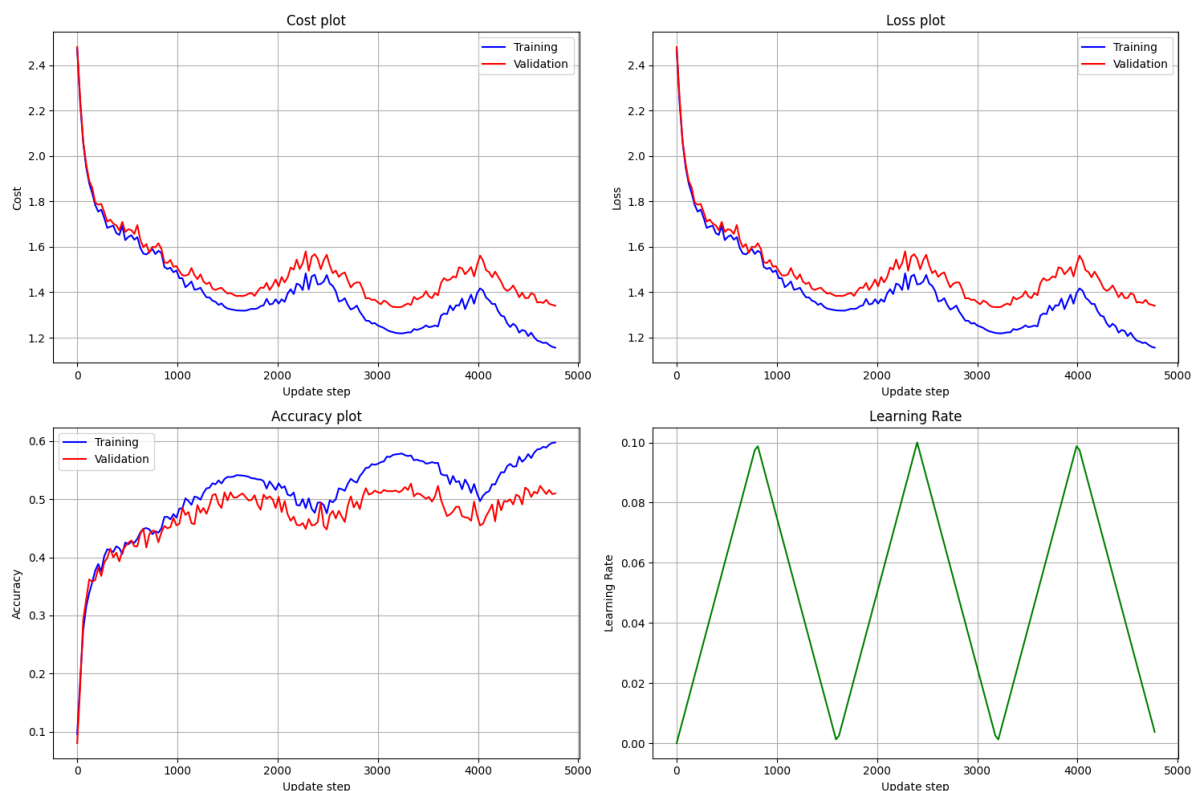 Cost plot
Training
Validation
2.4
2.2
2.0
1.8
1.6
1.4
1.2
Cost
0
1000
2000
3000
4000
5000
Update step
Loss plot
Training
Validation
2.4
2.2
2.0
1.8
1.6
1.4
1.2
Loss
0
1000
2000
3000
4000
5000
Update step
Accuracy plot
Training
Validation
0.6
0.5
0.4
0.3
0.2
0.1
Accuracy
0
1000
2000
3000
4000
5000
Update step
Learning Rate
0.10
0.08
0.06
0.04
0.02
0.00
Learning Rate
0
1000
2000
3000
4000
5000
Update step